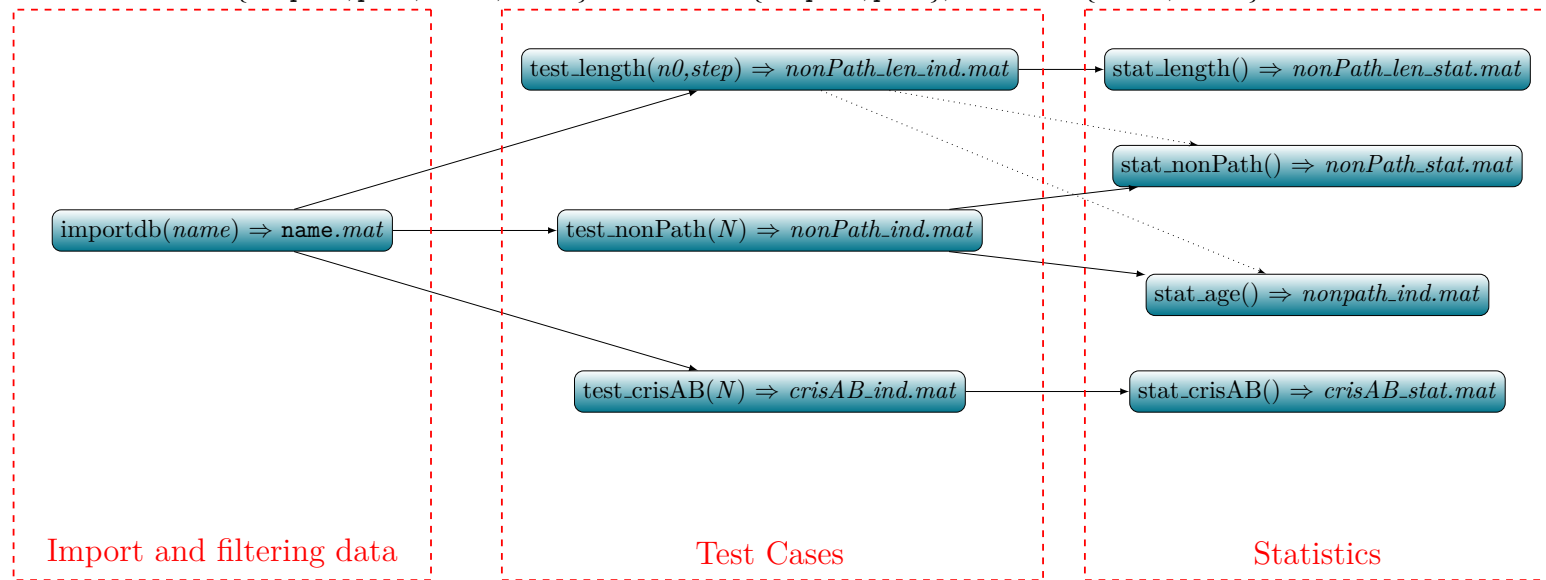 test_length(n0,step) ⇒ nonPath_len_ind.mat
stat_length() ⇒ nonPath_len_stat.mat
stat_nonPath() ⇒ nonPath_stat.mat
importdb(name) ⇒ name.mat
test_nonPath(N) ⇒ nonPath_ind.mat
stat_age() ⇒ nonpath_ind.mat
test_crisAB(N) ⇒ crisAB_ind.mat
stat_crisAB() ⇒ crisAB_stat.mat
Import and filtering data
Test Cases
Statistics